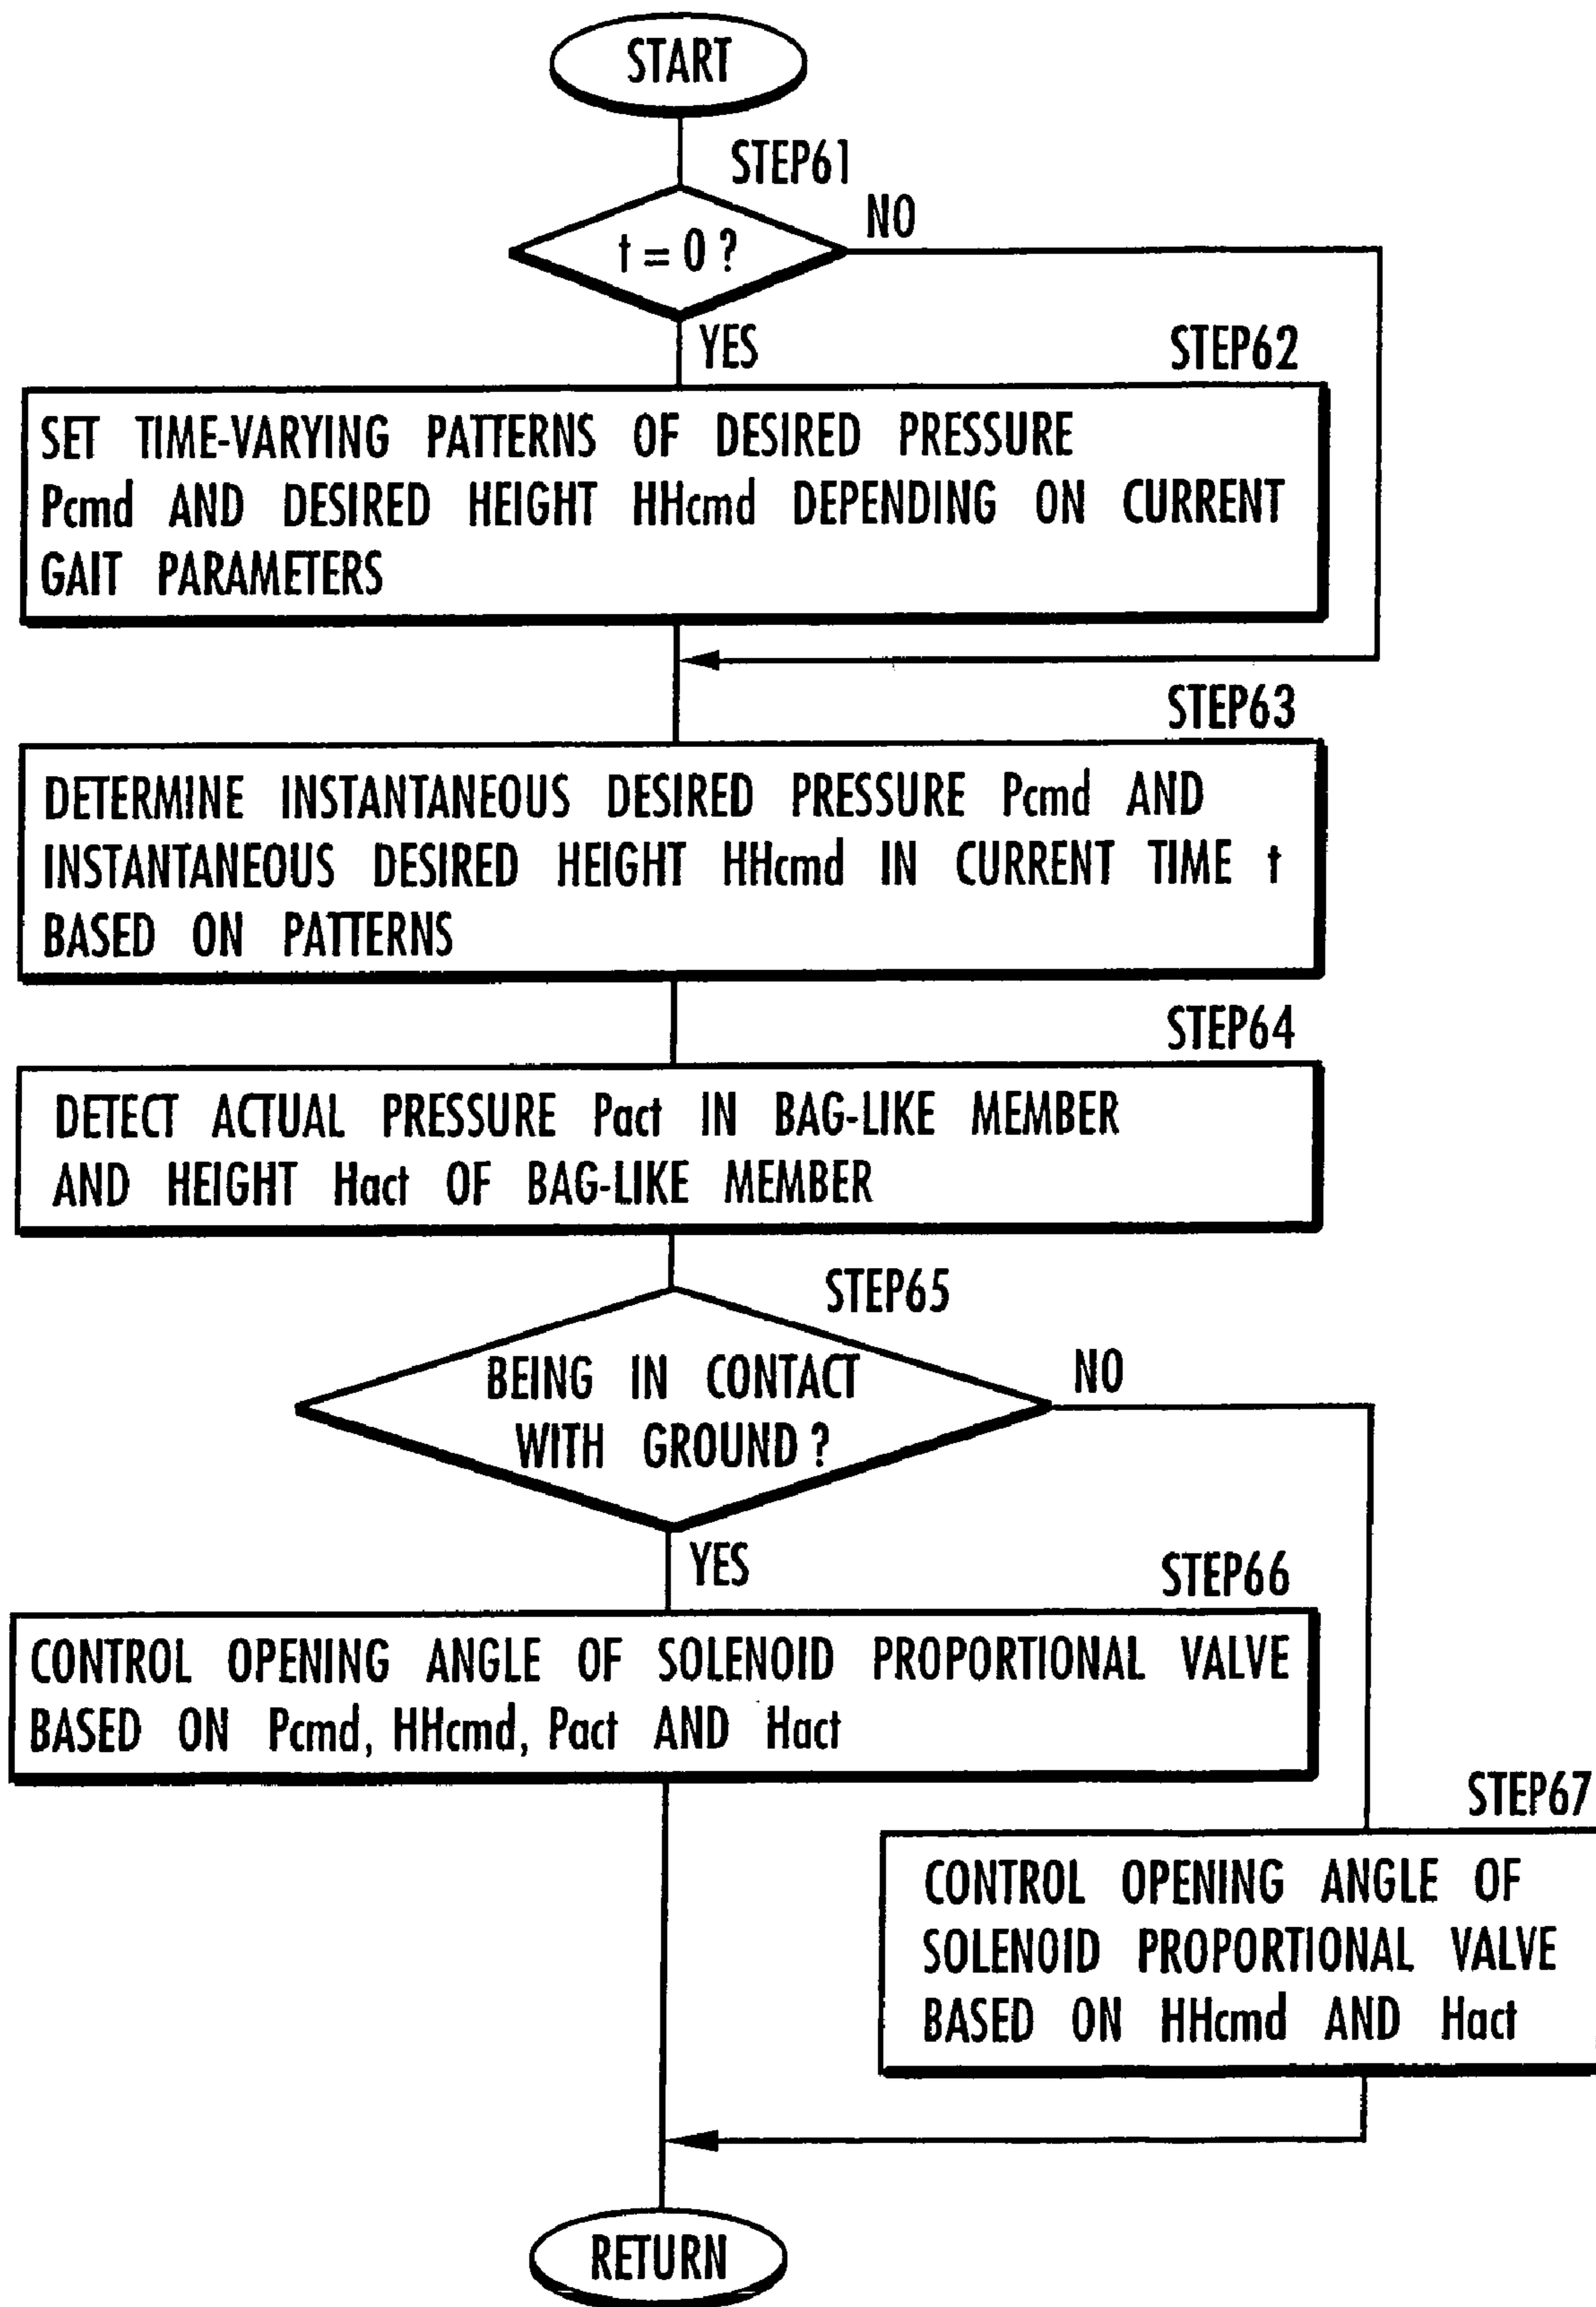 START
STEP61
t = 0 ?
NO
YES
STEP62
SET TIME-VARYING PATTERNS OF DESIRED PRESSURE
Pcmd AND DESIRED HEIGHT HHcmd DEPENDING ON CURRENT
GAIT PARAMETERS
STEP63
DETERMINE INSTANTANEOUS DESIRED PRESSURE Pcmd AND
INSTANTANEOUS DESIRED HEIGHT HHcmd IN CURRENT TIME t
BASED ON PATTERNS
STEP64
DETECT ACTUAL PRESSURE Pact IN BAG-LIKE MEMBER
AND HEIGHT Hact OF BAG-LIKE MEMBER
STEP65
BEING IN CONTACT
WITH GROUND ?
NO
YES
STEP66
CONTROL OPENING ANGLE OF SOLENOID PROPORTIONAL VALVE
BASED ON Pcmd, HHcmd, Pact AND Hact
STEP67
CONTROL OPENING ANGLE OF
SOLENOID PROPORTIONAL VALVE
BASED ON HHcmd AND Hact
RETURN